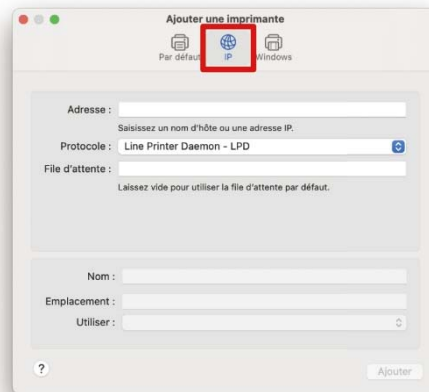 Ajouter une imprimante
Par défaut IP Windows
Adresse :
Saisissez un nom d'hôte ou une adresse IP.
Protocole : Line Printer Daemon - LPD
File d'attente :
Laissez vide pour utiliser la file d'attente par défaut.
Nom :
Emplacement :
Utiliser :
? Ajouter